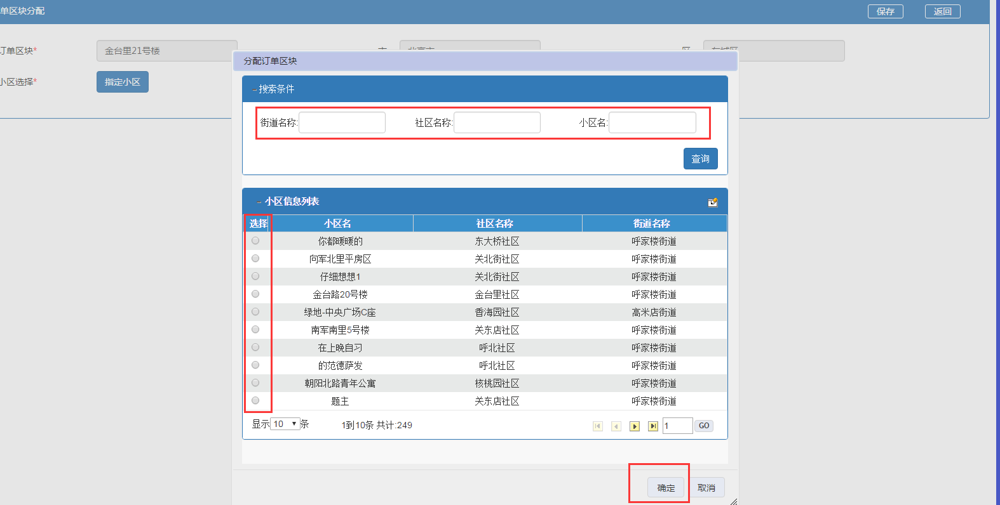 单区块分配 保存 返回
订单区块* 金台里21号楼
小区选择* 指定小区
分配订单区块
搜索条件
街道名称: 社区名称: 小区名:
查询
小区信息列表
选择 小区名 社区名称 街道名称
你都暖暖的 东大桥社区 呼家楼街道
向军北里平房区 关北街社区 呼家楼街道
仔细想想1 关北街社区 呼家楼街道
金台路20号楼 金台里社区 呼家楼街道
绿地-中央广场C座 香海园社区 高米店街道
南军南里5号楼 关东店社区 呼家楼街道
在上晚自习 呼北社区 呼家楼街道
的范德萨发 呼北社区 呼家楼街道
朝阳北路青年公寓 核桃园社区 呼家楼街道
题主 关东店社区 呼家楼街道
显示 10 条 1到10条 共计:249 1 GO
确定 取消